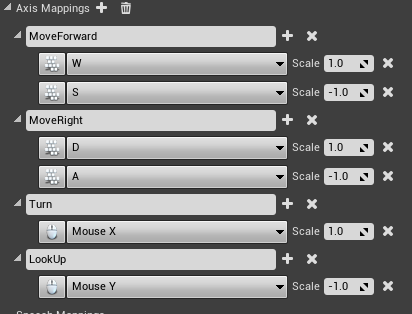 Axis Mappings
MoveForward
W Scale 1.0
S Scale -1.0
MoveRight
D Scale 1.0
A Scale -1.0
Turn
Mouse X Scale 1.0
LookUp
Mouse Y Scale -1.0